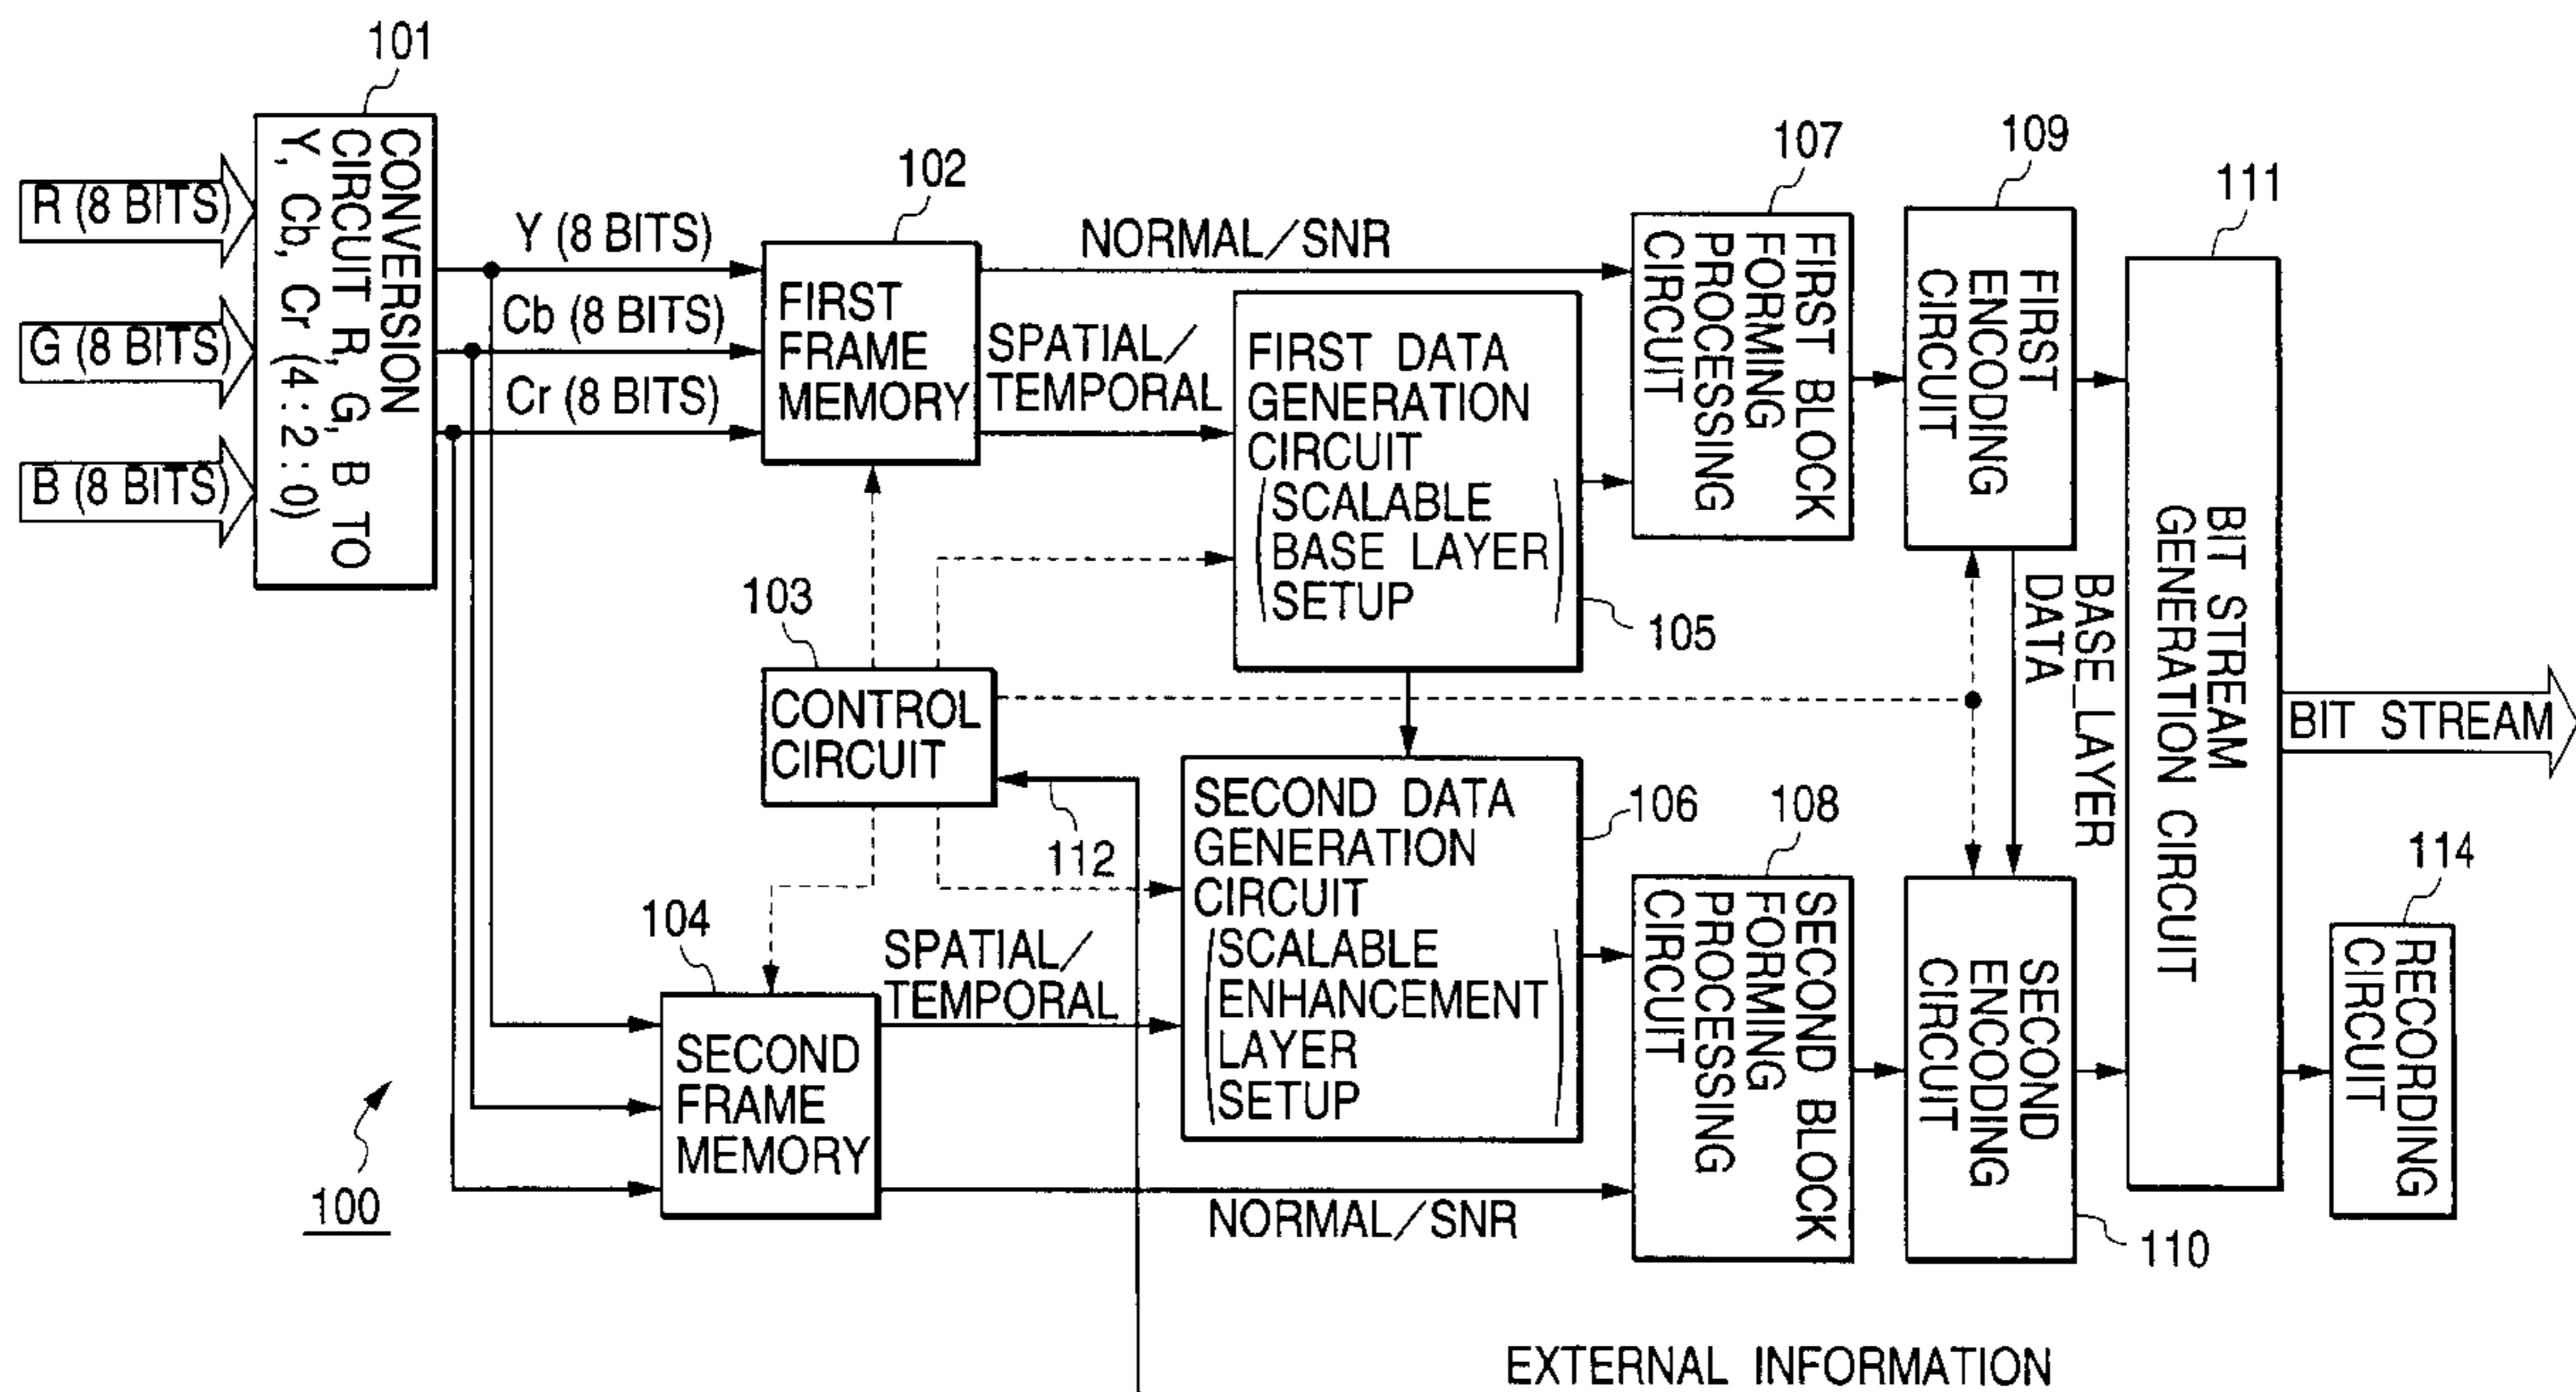 101
R (8 BITS)
G (8 BITS)
B (8 BITS)
CONVERSION
CIRCUIT R, G, B TO
Y, Cb, Cr (4:2:0)
Y (8 BITS)
Cb (8 BITS)
Cr (8 BITS)
102
FIRST
FRAME
MEMORY
NORMAL/SNR
SPATIAL/
TEMPORAL
FIRST DATA
GENERATION
CIRCUIT
(SCALABLE
BASE LAYER
SETUP)
105
107
FIRST BLOCK
FORMING
PROCESSING
CIRCUIT
109
FIRST
ENCODING
CIRCUIT
111
BIT STREAM
GENERATION CIRCUIT
BIT STREAM
103
CONTROL
CIRCUIT
112
BASE_LAYER
DATA
104
SECOND
FRAME
MEMORY
SPATIAL/
TEMPORAL
NORMAL/SNR
106
SECOND DATA
GENERATION
CIRCUIT
(SCALABLE
ENHANCEMENT
LAYER
SETUP)
108
SECOND BLOCK
FORMING
PROCESSING
CIRCUIT
SECOND
ENCODING
CIRCUIT
110
114
RECORDING
CIRCUIT
100
EXTERNAL INFORMATION